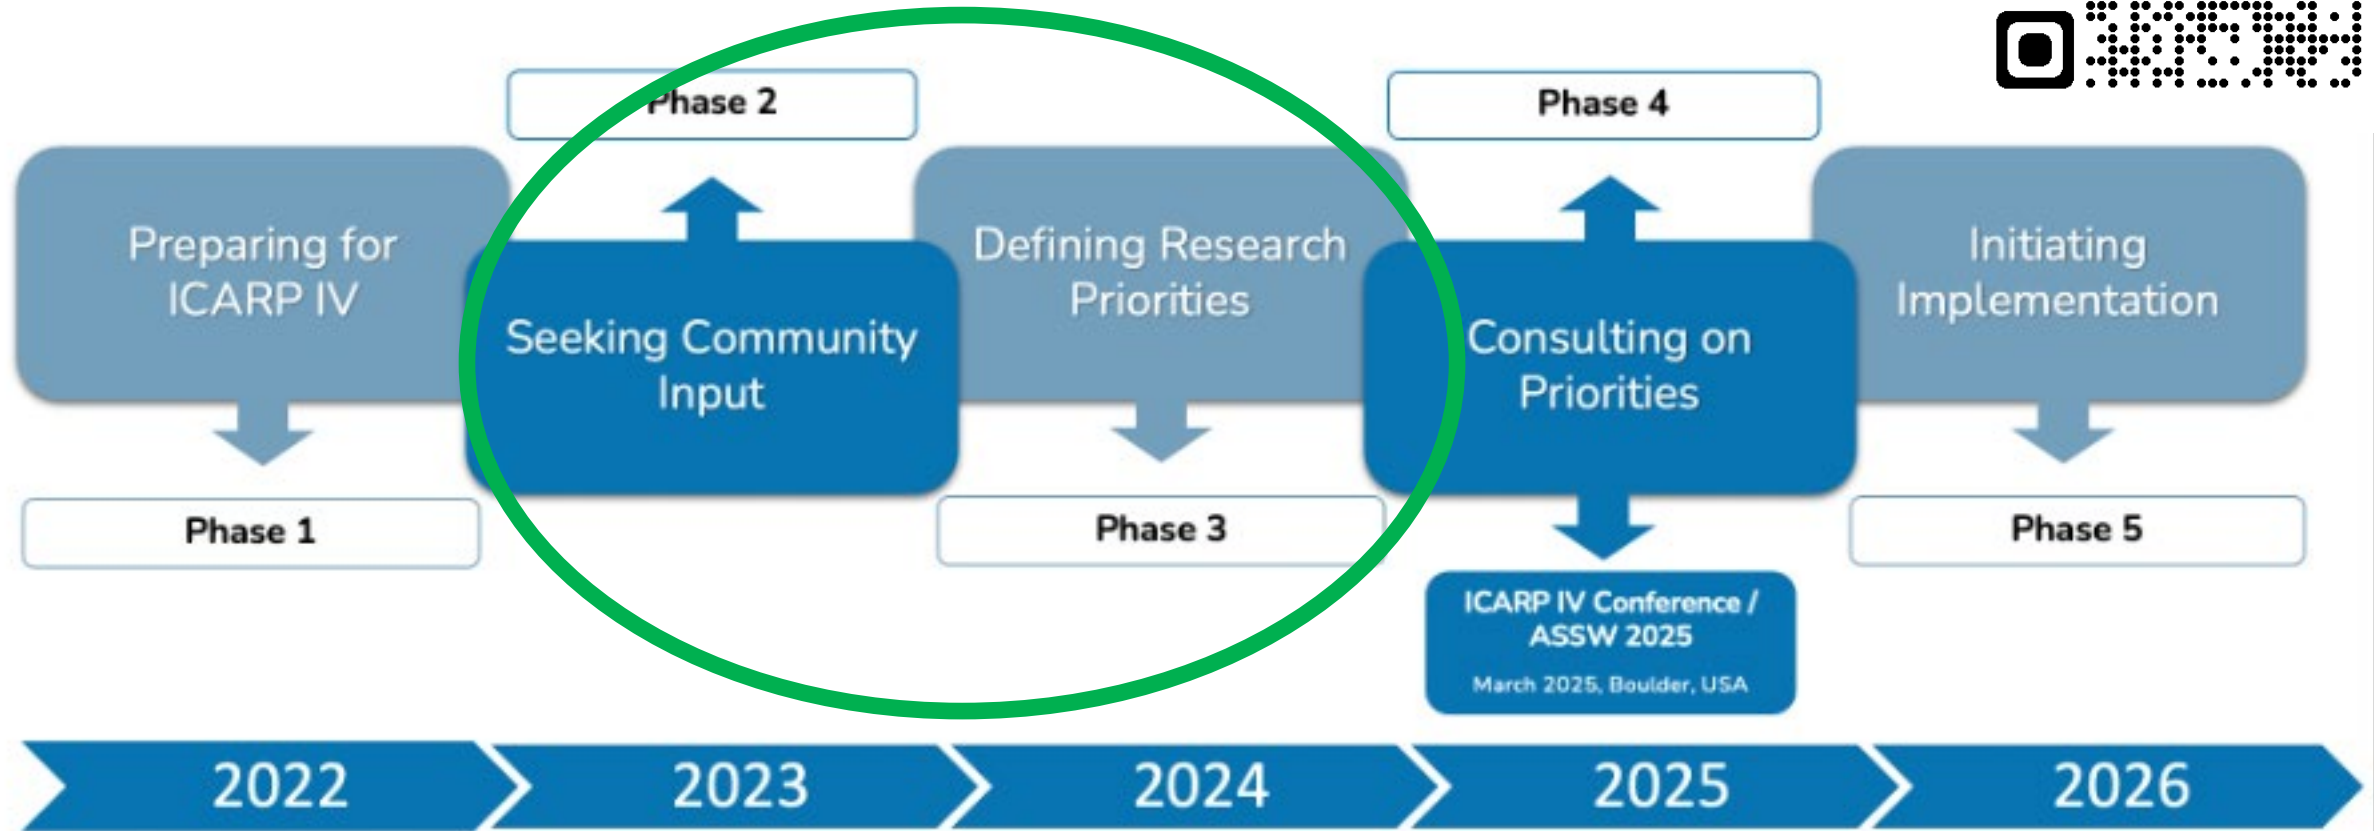 Phase 2
Phase 4
Preparing for
ICARP IV
Seeking Community
Input
Defining Research
Priorities
Consulting on
Priorities
Initiating
Implementation
Phase 1
Phase 3
Phase 5
ICARP IV Conference /
ASSW 2025
March 2025, Boulder, USA
2022
2023
2024
2025
2026